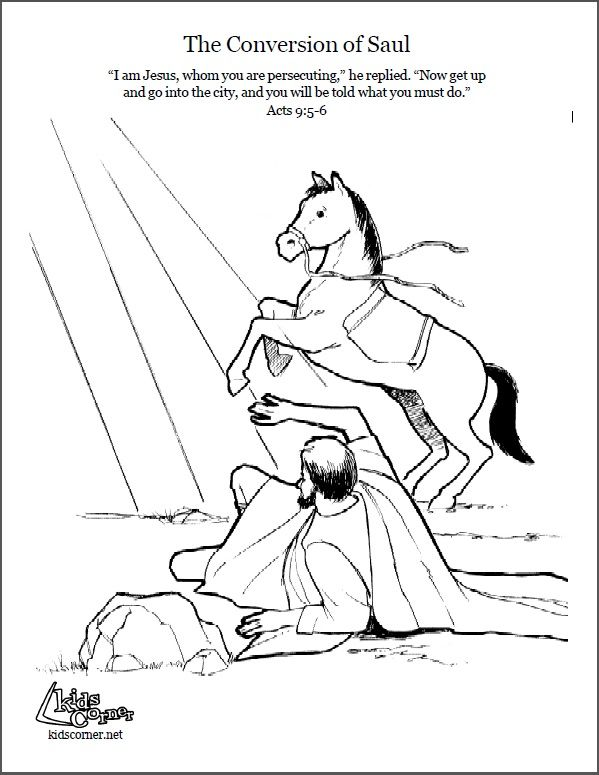 The Conversion of Saul
“I am Jesus, whom you are persecuting,” he replied. “Now get up
and go into the city, and you will be told what you must do.”
Acts 9:5-6
kids
Corner
kidscorner.net